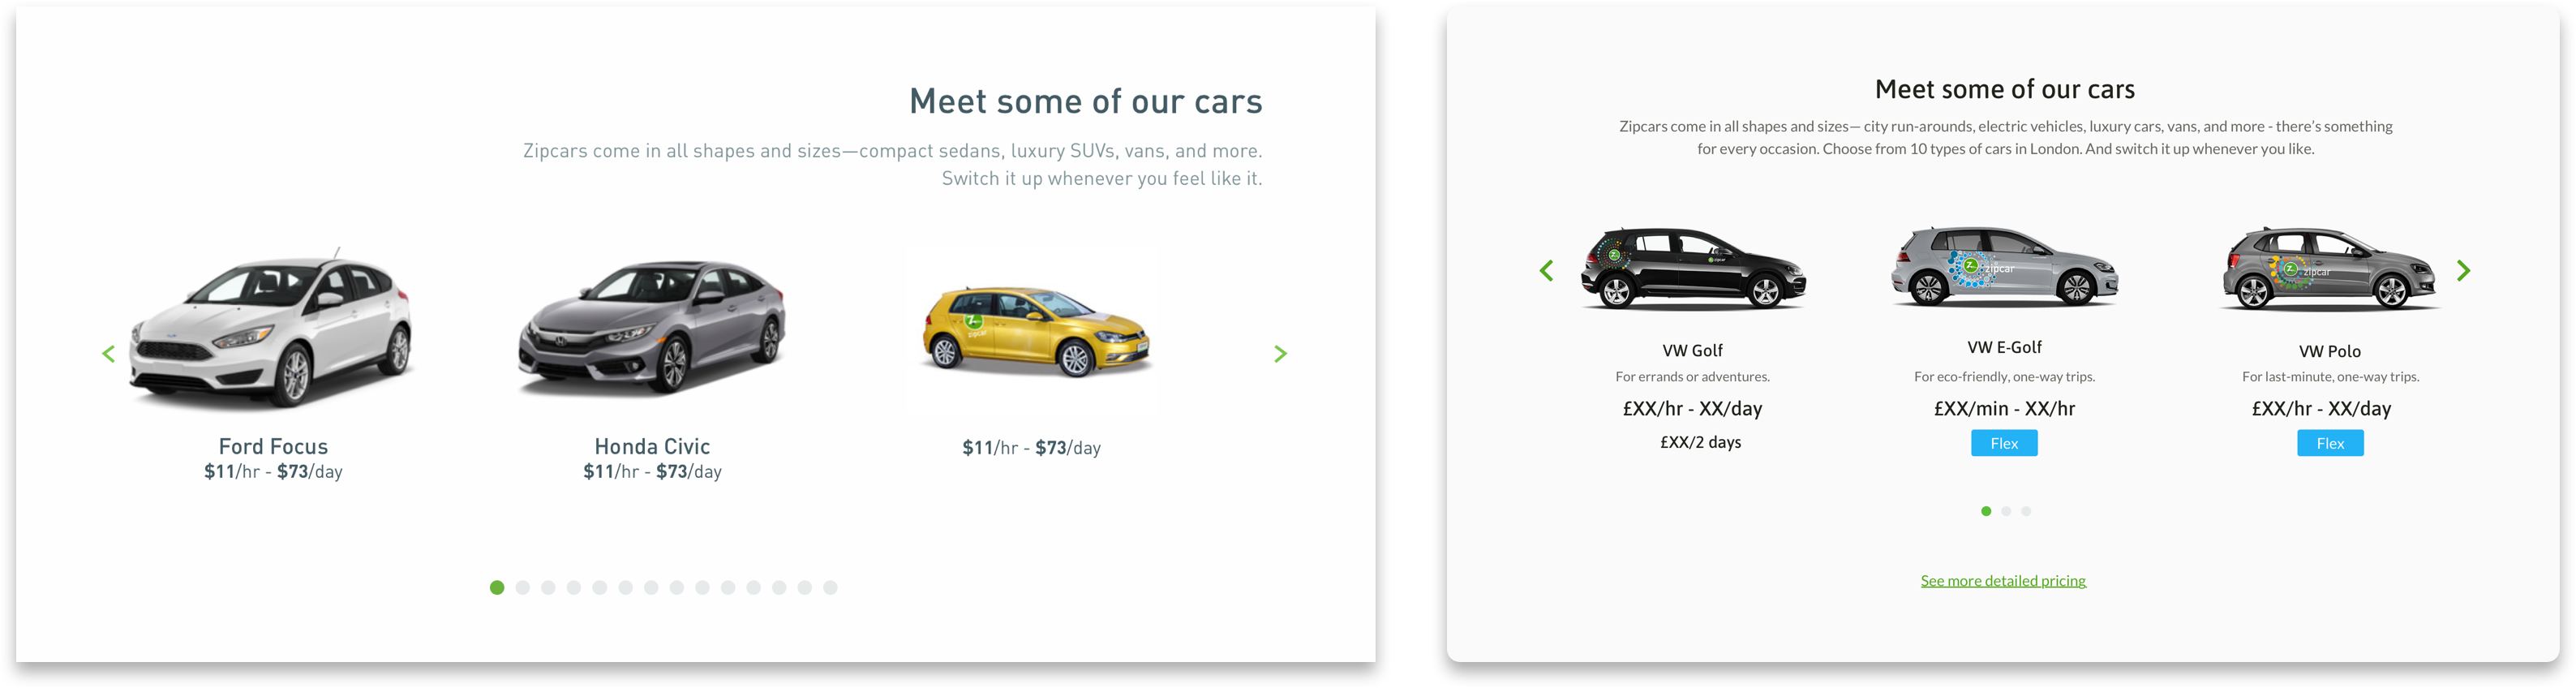 Meet some of our cars
Zipcars come in all shapes and sizes—compact sedans, luxury SUVs, vans, and more.
Switch it up whenever you feel like it.
Ford Focus
$11/hr - $73/day
Honda Civic
$11/hr - $73/day
zipcar
$11/hr - $73/day
Meet some of our cars
Zipcars come in all shapes and sizes— city run-arounds, electric vehicles, luxury cars, vans, and more - there’s something
for every occasion. Choose from 10 types of cars in London. And switch it up whenever you like.
zipcar
VW Golf
For errands or adventures.
£XX/hr - XX/day
£XX/2 days
zipcar
VW E-Golf
For eco-friendly, one-way trips.
£XX/min - XX/hr
Flex
zipcar
VW Polo
For last-minute, one-way trips.
£XX/hr - XX/day
Flex
See more detailed pricing